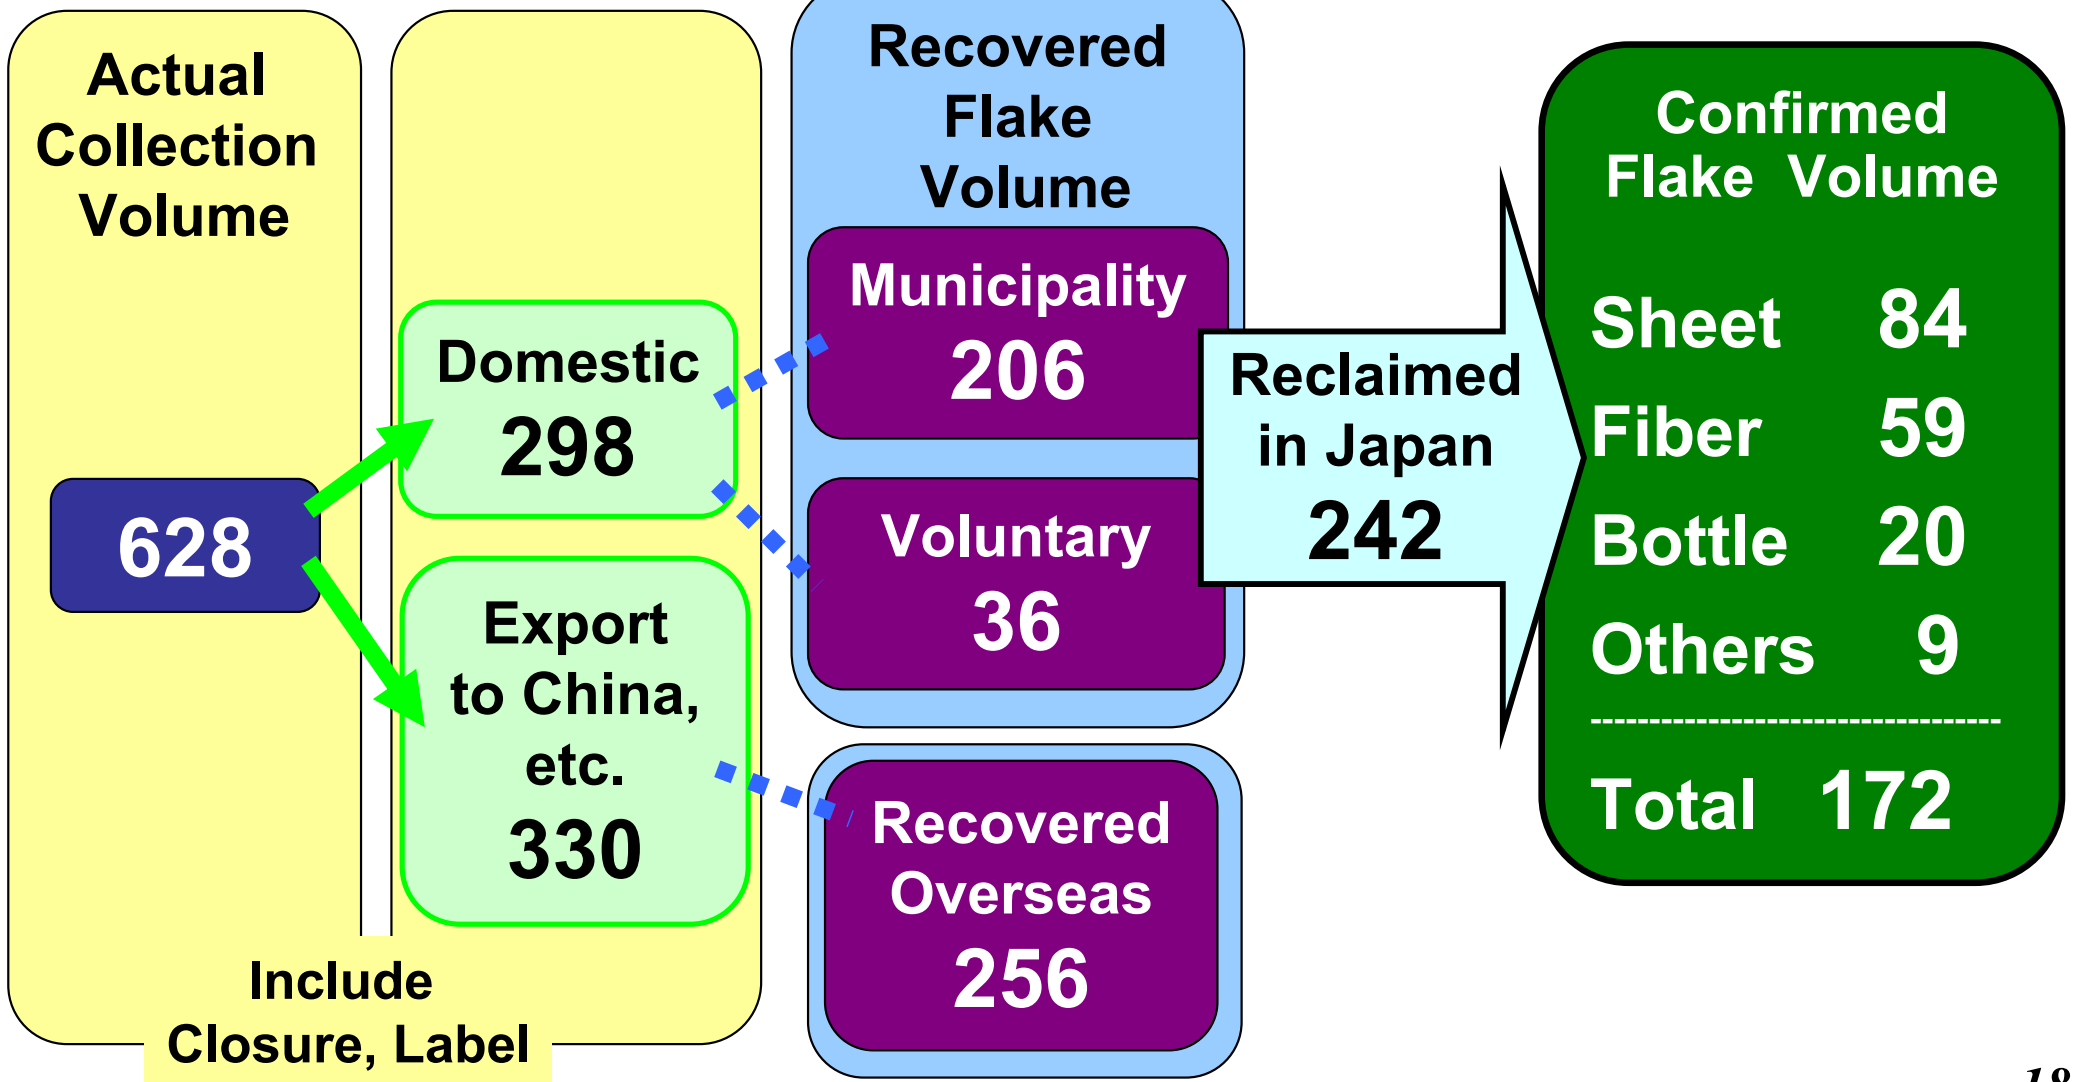 Actual
Collection
Volume
628
Include
Closure, Label
Domestic
298
Export
to China,
etc.
330
Recovered
Flake
Volume
Municipality
206
Voluntary
36
Recovered
Overseas
256
Reclaimed
in Japan
242
Confirmed
Flake Volume
Sheet 84
Fiber 59
Bottle 20
Others 9
-----------------------------------
Total 172
18